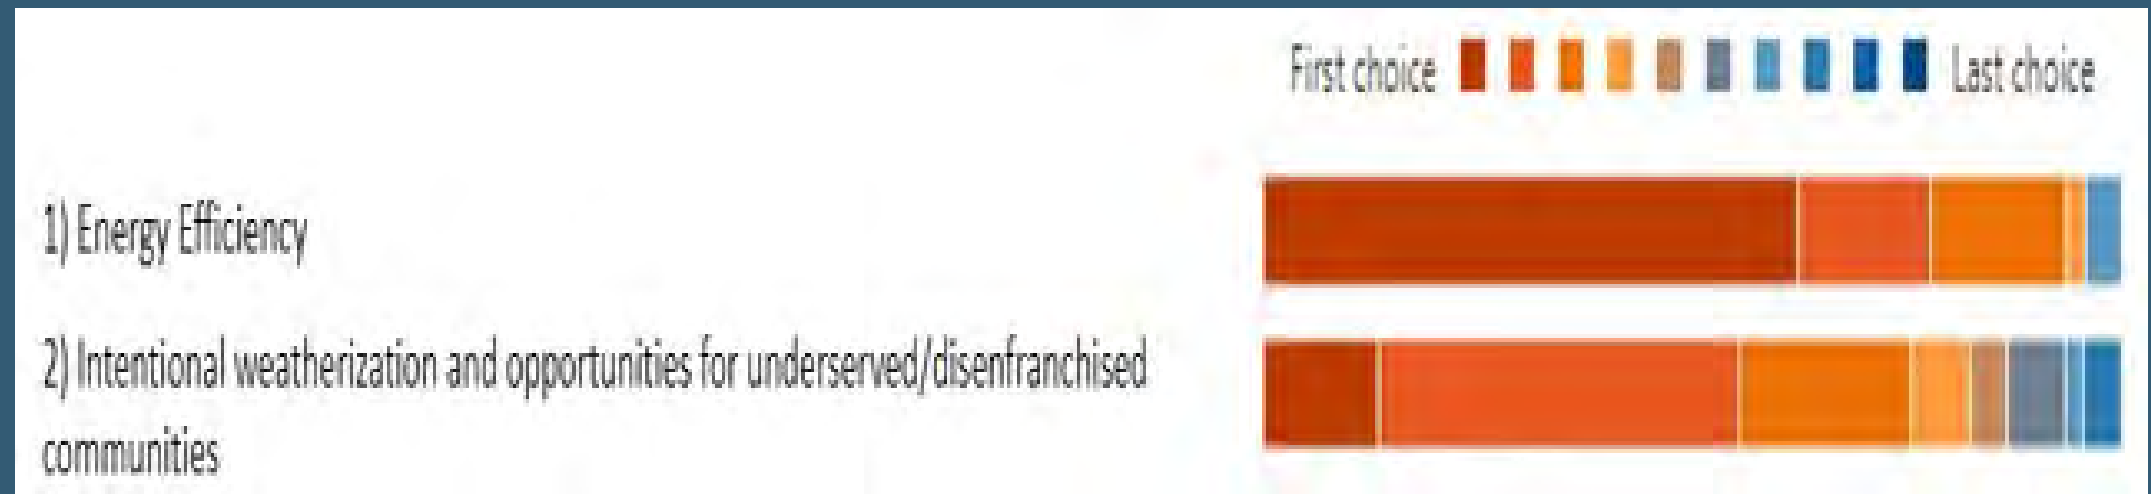 First choice Last choice
1) Energy Efficiency
2) Intentional weatherization and opportunities for underserved/disenfranchised
communities